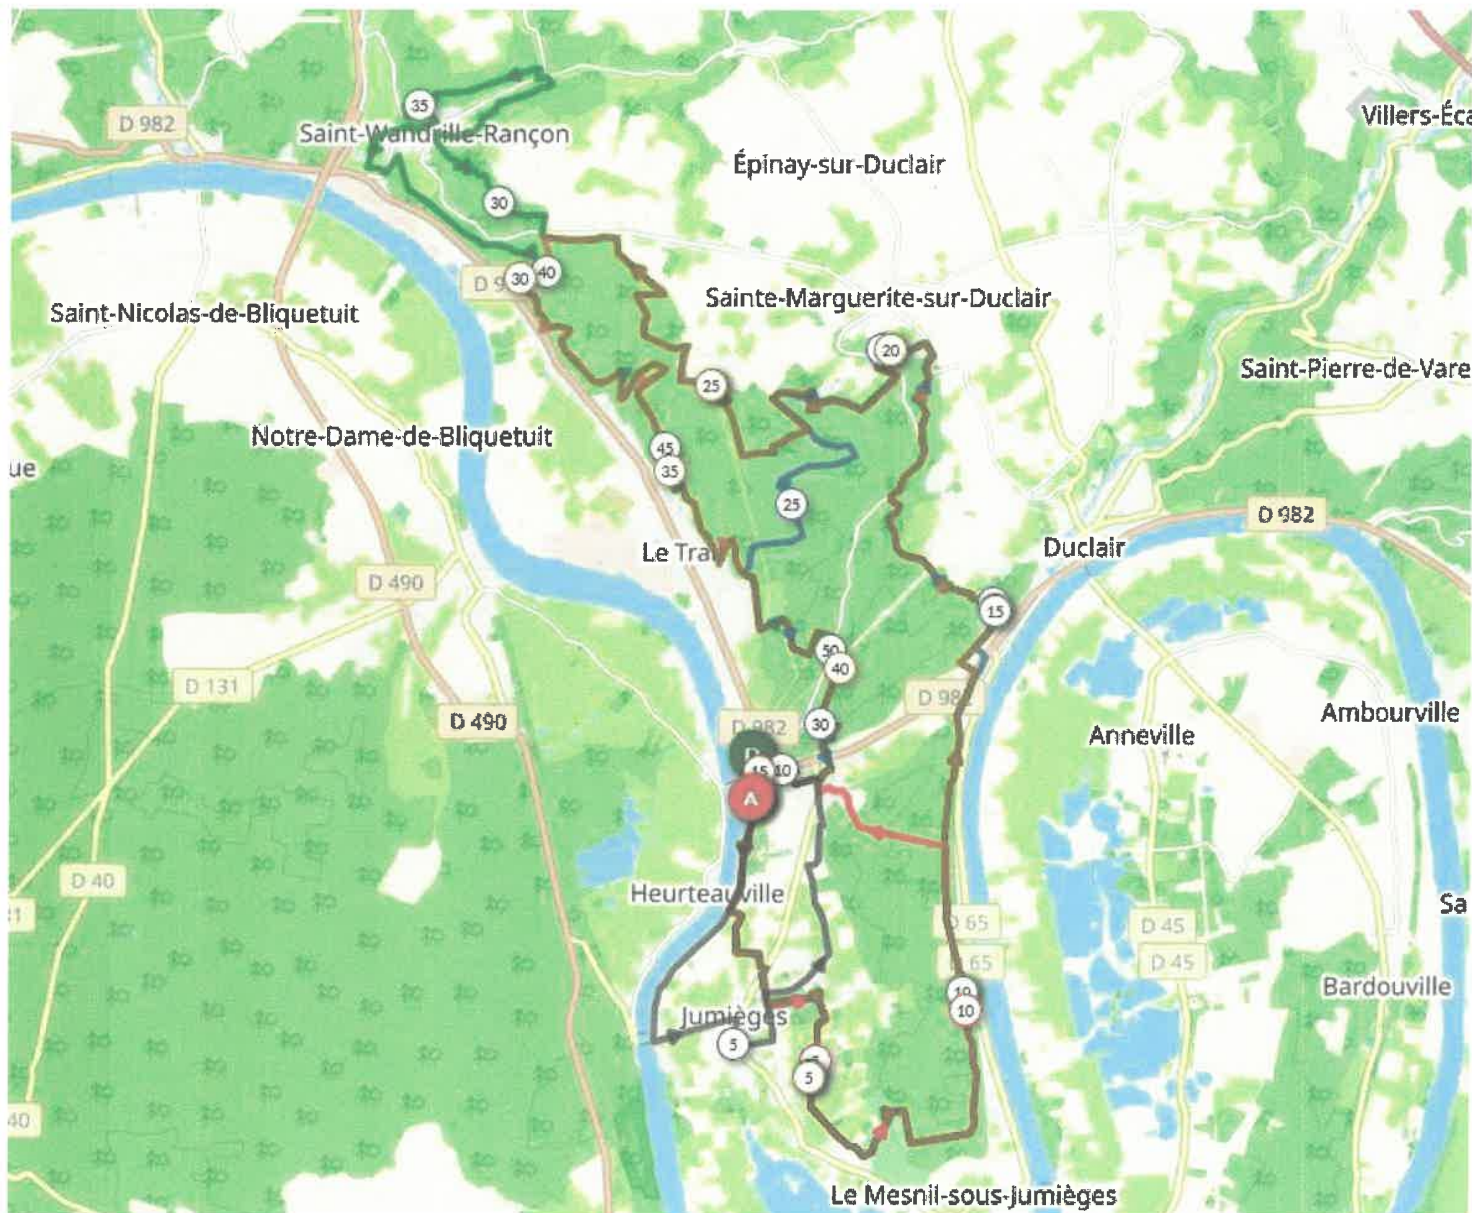 Villers-Éca
35
D 982
Saint-Wandrille-Rançon
Épinay-sur-Duclair
30
30
40
Saint-Nicolas-de-Bliquetuit
Sainte-Marguerite-sur-Duclair
20
25
Saint-Pierre-de-Vare
Notre-Dame-de-Bliquetuit
45
35
ue
25
D 982
Le Trai
Duclair
D 490
15
50
40
D 131
D 982
D 490
30
D 982
Anneville
Ambourville
D
15
10
A
D 40
Heurteauville
D 65
D 45
Sa
D 65
D 45
10
10
Bardouville
Jumièges
5
5
40
Le Mesnil-sous-Jumièges